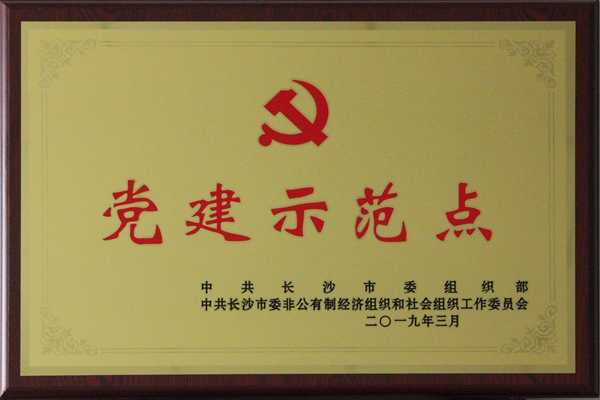 党建示范点
中共长沙市委组织部
中共长沙市委非公有制经济组织和社会组织工作委员会
二〇一九年三月